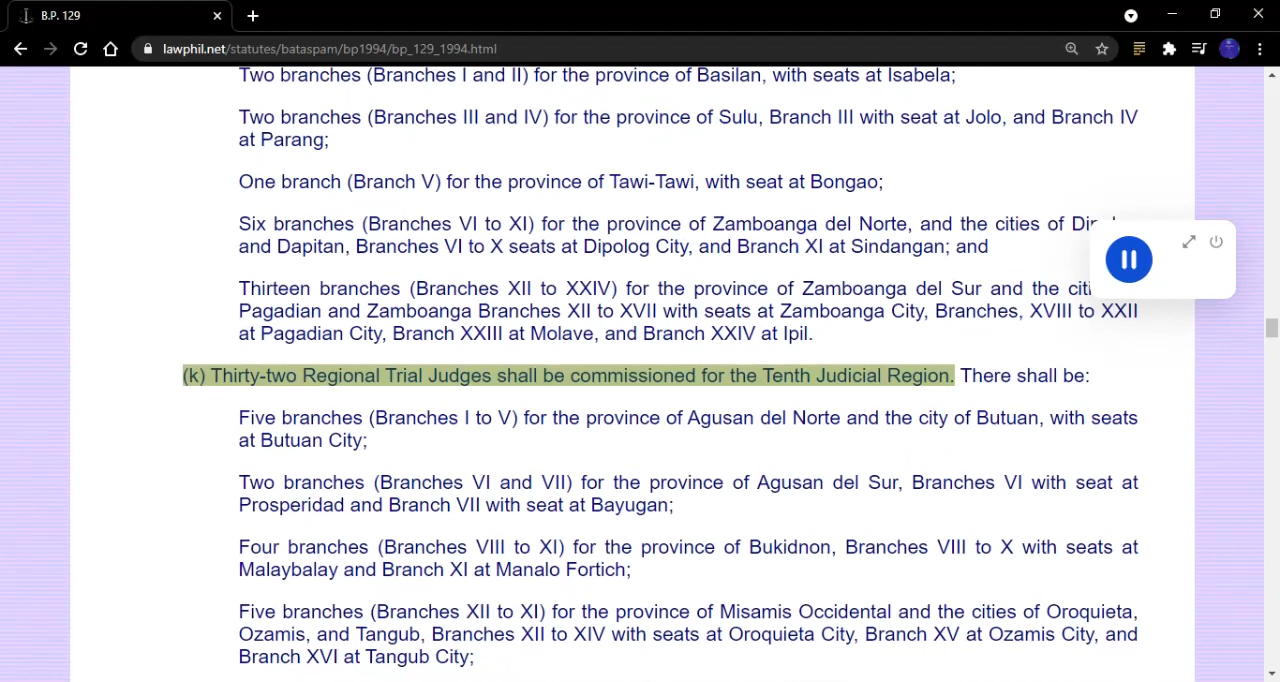 B.P. 129
lawphil.net/statutes/bataspam/bp1994/bp_129_1994.html
Two branches (Branches I and II) for the province of Basilan, with seats at Isabela;
Two branches (Branches III and IV) for the province of Sulu, Branch III with seat at Jolo, and Branch IV
at Parang;
One branch (Branch V) for the province of Tawi-Tawi, with seat at Bongao;
Six branches (Branches VI to XI) for the province of Zamboanga del Norte, and the cities of
and Dapitan, Branches VI to X seats at Dipolog City, and Branch XI at Sindangan; and
Thirteen branches (Branches XII to XXIV) for the province of Zamboanga del Sur and the
Pagadian and Zamboanga Branches XII to XVII with seats at Zamboanga City, Branches, XVIII to XXII
at Pagadian City, Branch XXIII at Molave, and Branch XXIV at Ipil.
(k) Thirty-two Regional Trial Judges shall be commissioned for the Tenth Judicial Region. There shall be:
Five branches (Branches I to V) for the province of Agusan del Norte and the city of Butuan, with seats
at Butuan City;
Two branches (Branches VI and VII) for the province of Agusan del Sur, Branches VI with seat at
Prosperidad and Branch VII with seat at Bayugan;
Four branches (Branches VIII to XI) for the province of Bukidnon, Branches VIII to X with seats at
Malaybalay and Branch XI at Manalo Fortich;
Five branches (Branches XII to XI) for the province of Misamis Occidental and the cities of Oroquieta,
Ozamis, and Tangub, Branches XII to XIV with seats at Oroquieta City, Branch XV at Ozamis City, and
Branch XVI at Tangub City;